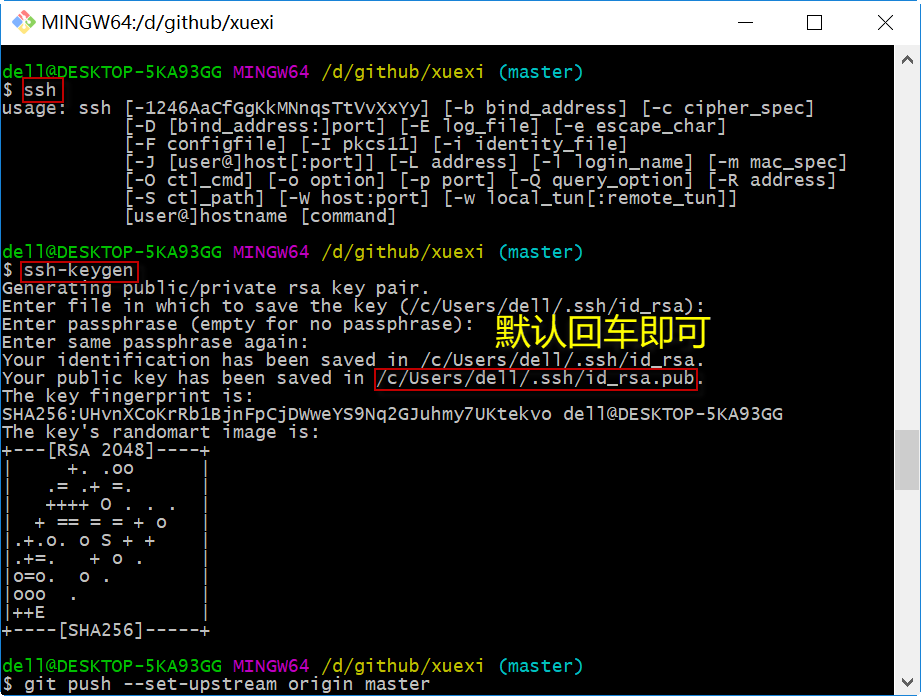 MINGW64:/d/github/xuexi
dell@DESKTOP-5KA93GG MINGW64 /d/github/xuexi (master)
$ ssh
usage: ssh [-1246AaCfGgKkMNnqsTtVvXxYy] [-b bind_address] [-c cipher_spec]
           [-D [bind_address:]port] [-E log_file] [-e escape_char]
           [-F configfile] [-I pkcs11] [-i identity_file]
           [-J [user@]host[:port]] [-L address] [-l login_name] [-m mac_spec]
           [-O ctl_cmd] [-o option] [-p port] [-Q query_option] [-R address]
           [-S ctl_path] [-W host:port] [-w local_tun[:remote_tun]]
           [user@]hostname [command]
dell@DESKTOP-5KA93GG MINGW64 /d/github/xuexi (master)
$ ssh-keygen
Generating public/private rsa key pair.
Enter file in which to save the key (/c/Users/dell/.ssh/id_rsa):
Enter passphrase (empty for no passphrase):
默认回车即可
Enter same passphrase again:
Your identification has been saved in /c/Users/dell/.ssh/id_rsa.
Your public key has been saved in /c/Users/dell/.ssh/id_rsa.pub.
The key fingerprint is:
SHA256:UHvnXCoKrRb1BjnFpCjDWweYS9Nq2GJuhmy7UKtekvo dell@DESKTOP-5KA93GG
The key's randomart image is:
+---[RSA 2048]----+
|     +. .oo      |
|   .= .+ =.      |
|   ++++ O . . .  |
|  + == = = + o   |
|.+.o. o S + +    |
|.+=.   + o .     |
|o=o.  o .        |
|ooo  .           |
|++E              |
+----[SHA256]-----+
dell@DESKTOP-5KA93GG MINGW64 /d/github/xuexi (master)
$ git push --set-upstream origin master